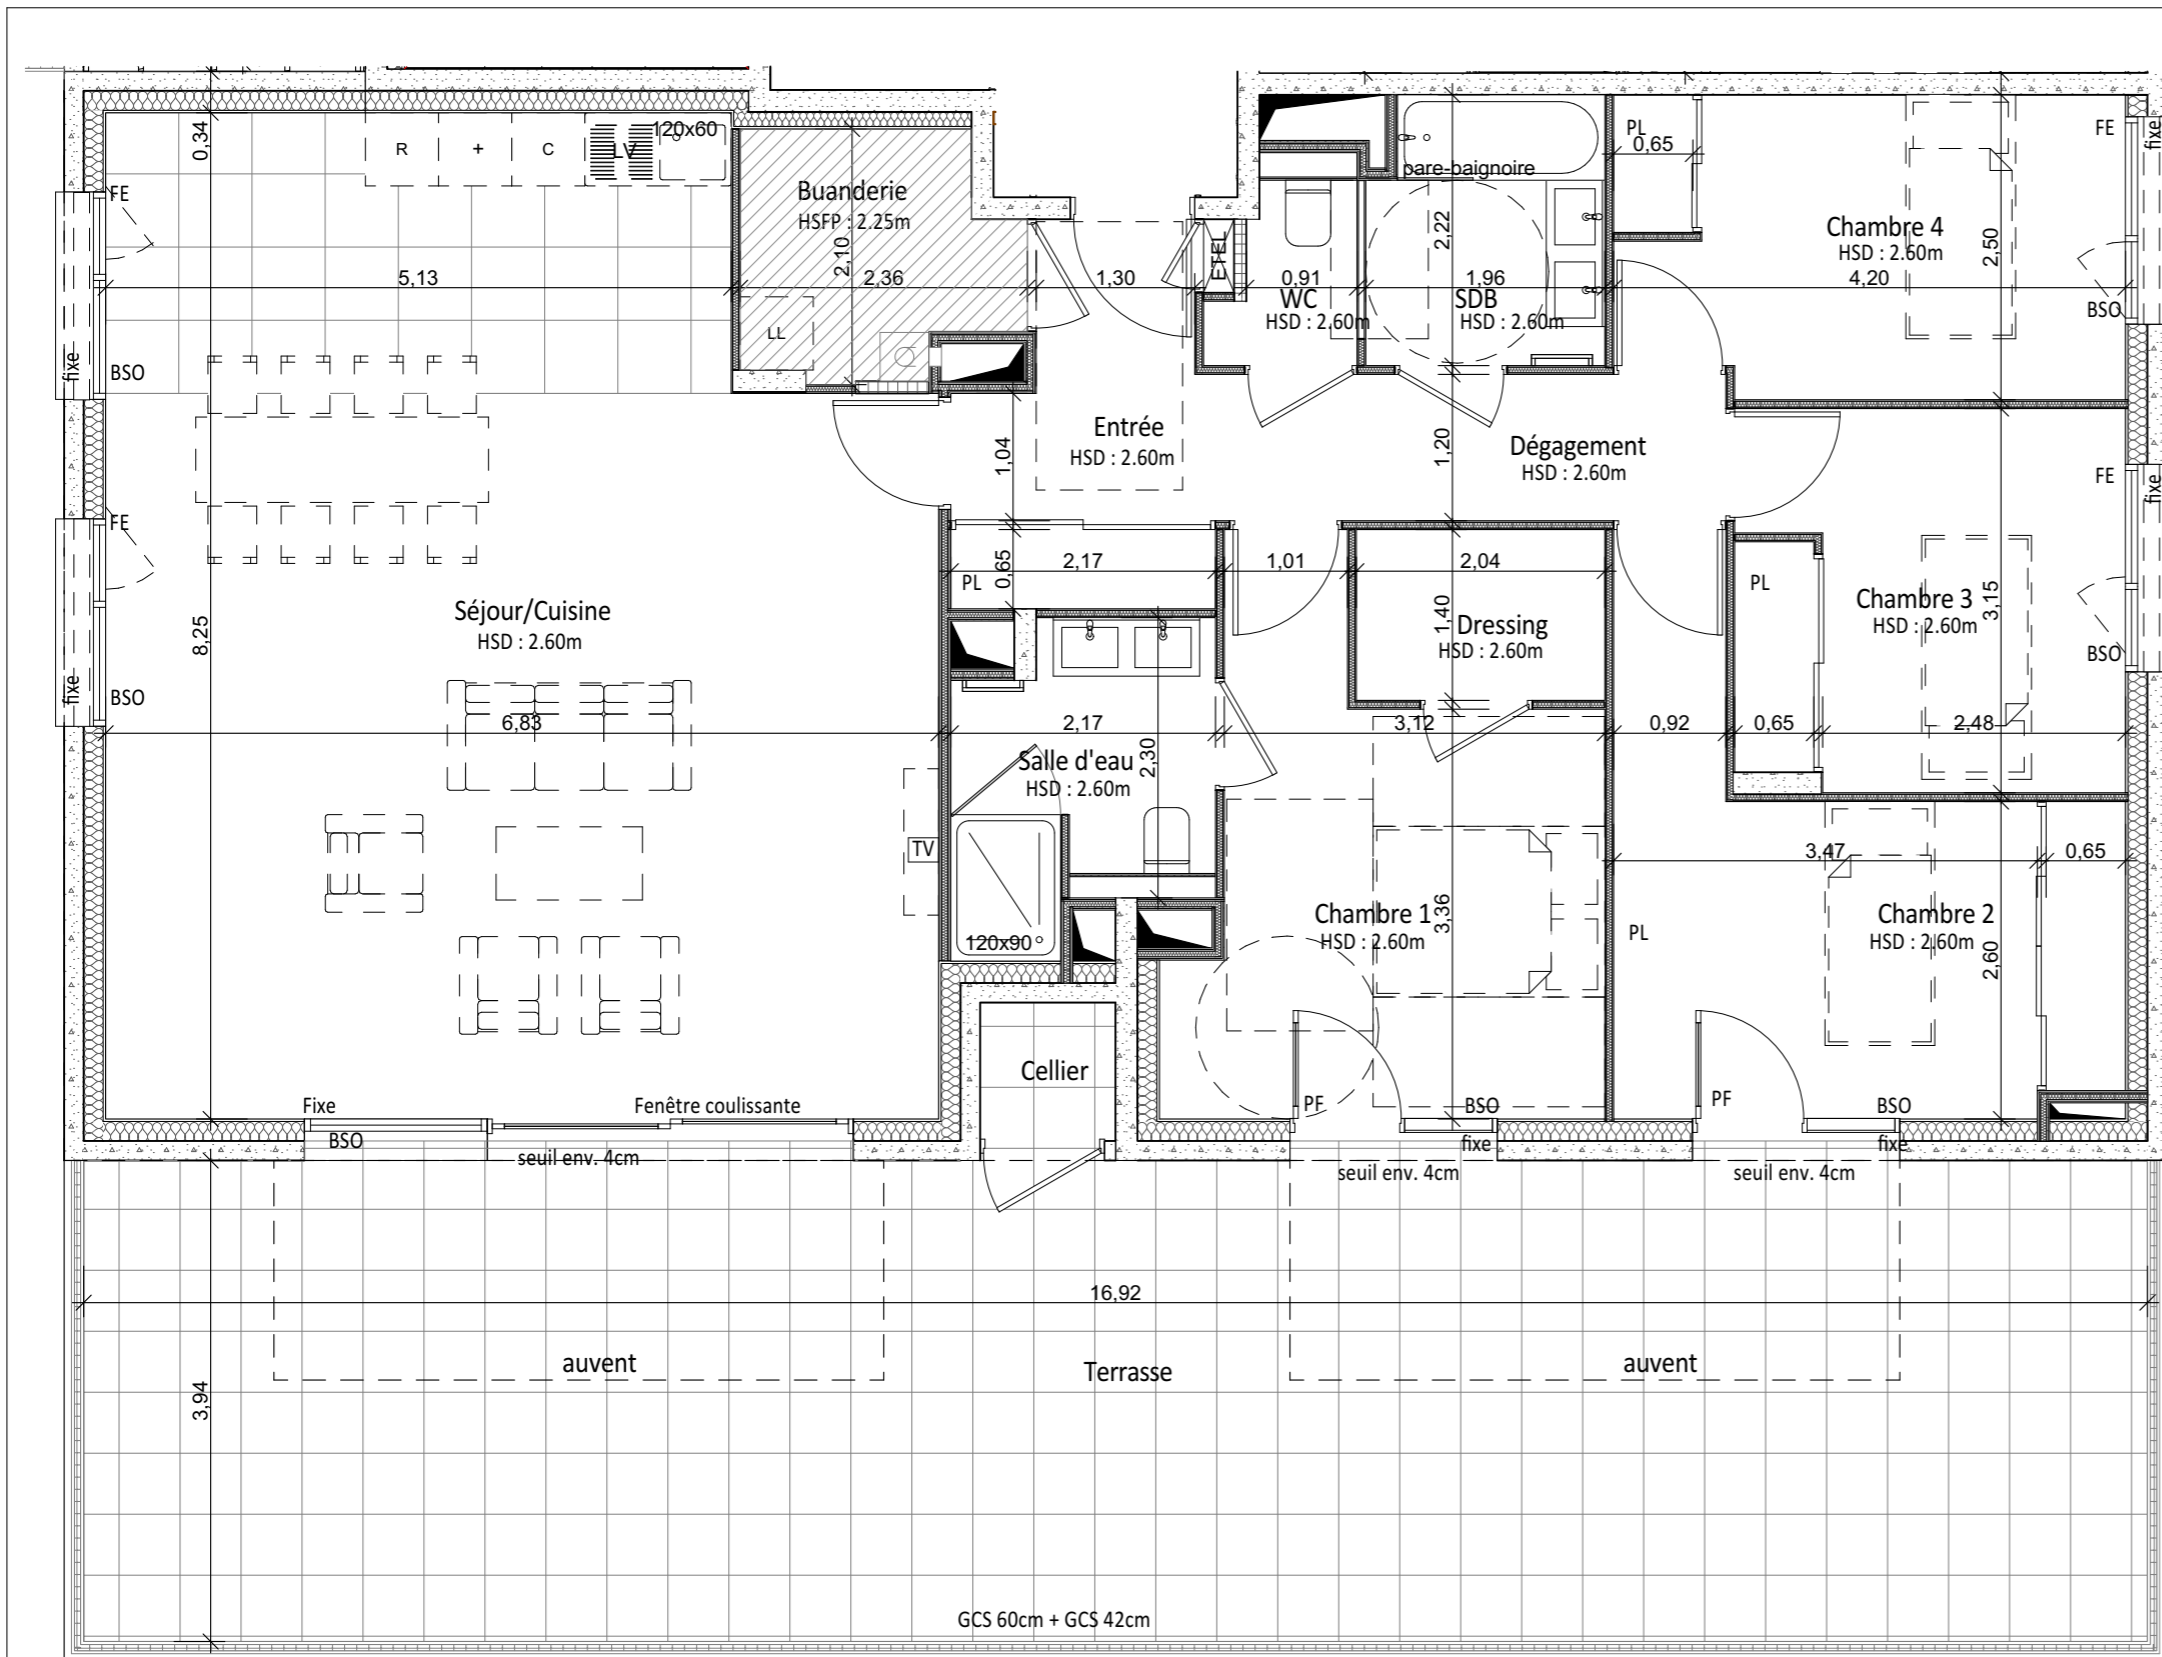 0,34
R
+
C
LV
120x60
Buanderie
HSFP : 2.25m
2,10
2,36
LL
FE
5,13
fixe
BSO
1,30
ETEL
0,91
WC
HSD : 2.60m
pare-baignoire
2,22
1,96
SDB
HSD : 2.60m
PL
0,65
Chambre 4
HSD : 2.60m
2,50
4,20
FE
fixe
BSO
Entrée
HSD : 2.60m
1,04
1,20
Dégagement
HSD : 2.60m
FE
fixe
BSO
FE
fixe
BSO
8,25
Séjour/Cuisine
HSD : 2.60m
6,83
TV
PL
0,65
2,17
1,01
2,04
1,40
Dressing
HSD : 2.60m
PL
Chambre 3
HSD : 2.60m
3,15
2,17
2,30
Salle d'eau
HSD : 2.60m
120x90
3,12
0,92
0,65
2,48
3,47
0,65
Chambre 1
HSD : 2.60m
3,36
PL
Chambre 2
HSD : 2.60m
2,60
Cellier
Fixe
BSO
Fenêtre coulissante
seuil env. 4cm
PF
BSO
fixe
seuil env. 4cm
PF
BSO
fixe
seuil env. 4cm
16,92
auvent
Terrasse
auvent
3,94
GCS 60cm + GCS 42cm